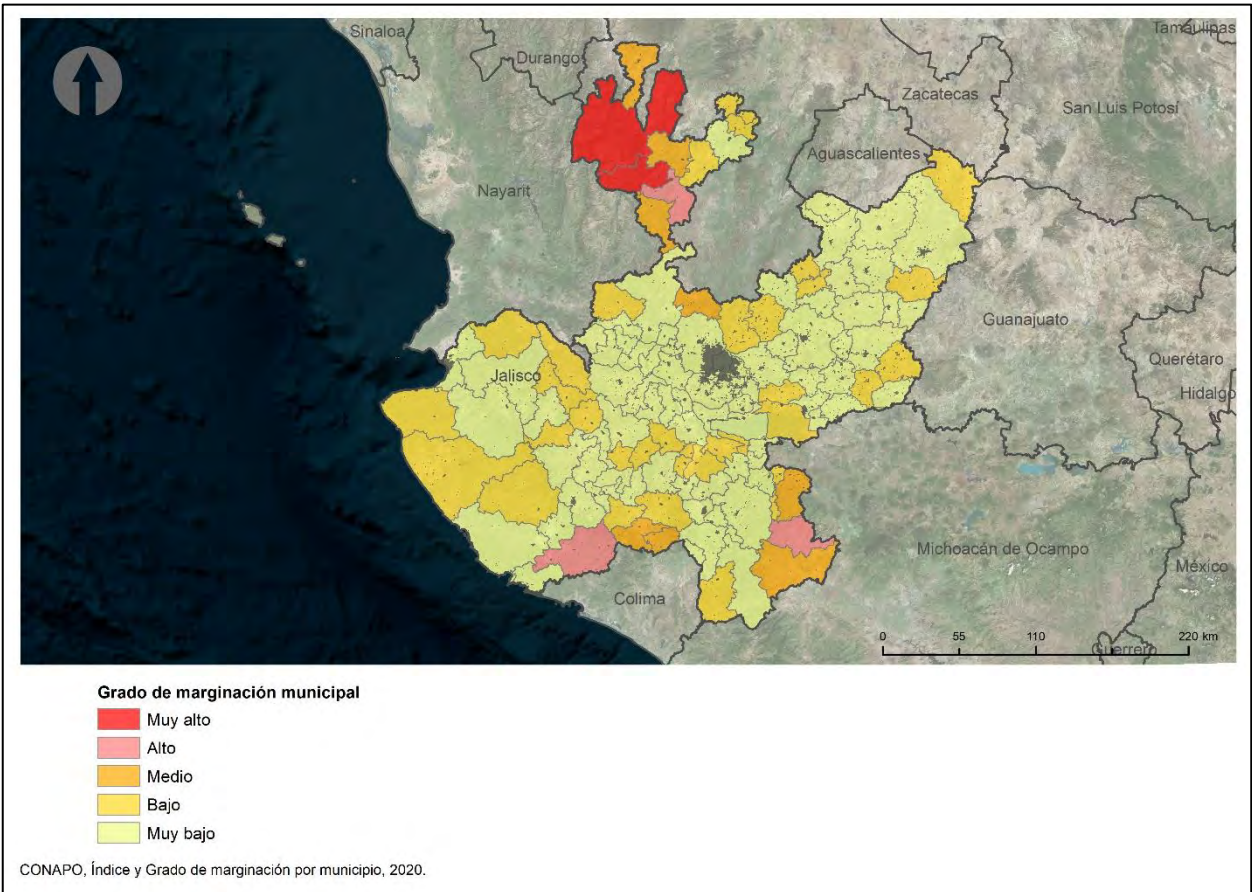 Sinaloa
Tamaulipas
Durango
Zacatecas
San Luis Potosí
Aguascalientes
Nayarit
Guanajuato
Querétaro
Jalisco
Hidalgo
Michoacán de Ocampo
México
Colima
0 55 110 220 km
Guerrero
Grado de marginación municipal
Muy alto
Alto
Medio
Bajo
Muy bajo
CONAPO, Índice y Grado de marginación por municipio, 2020.